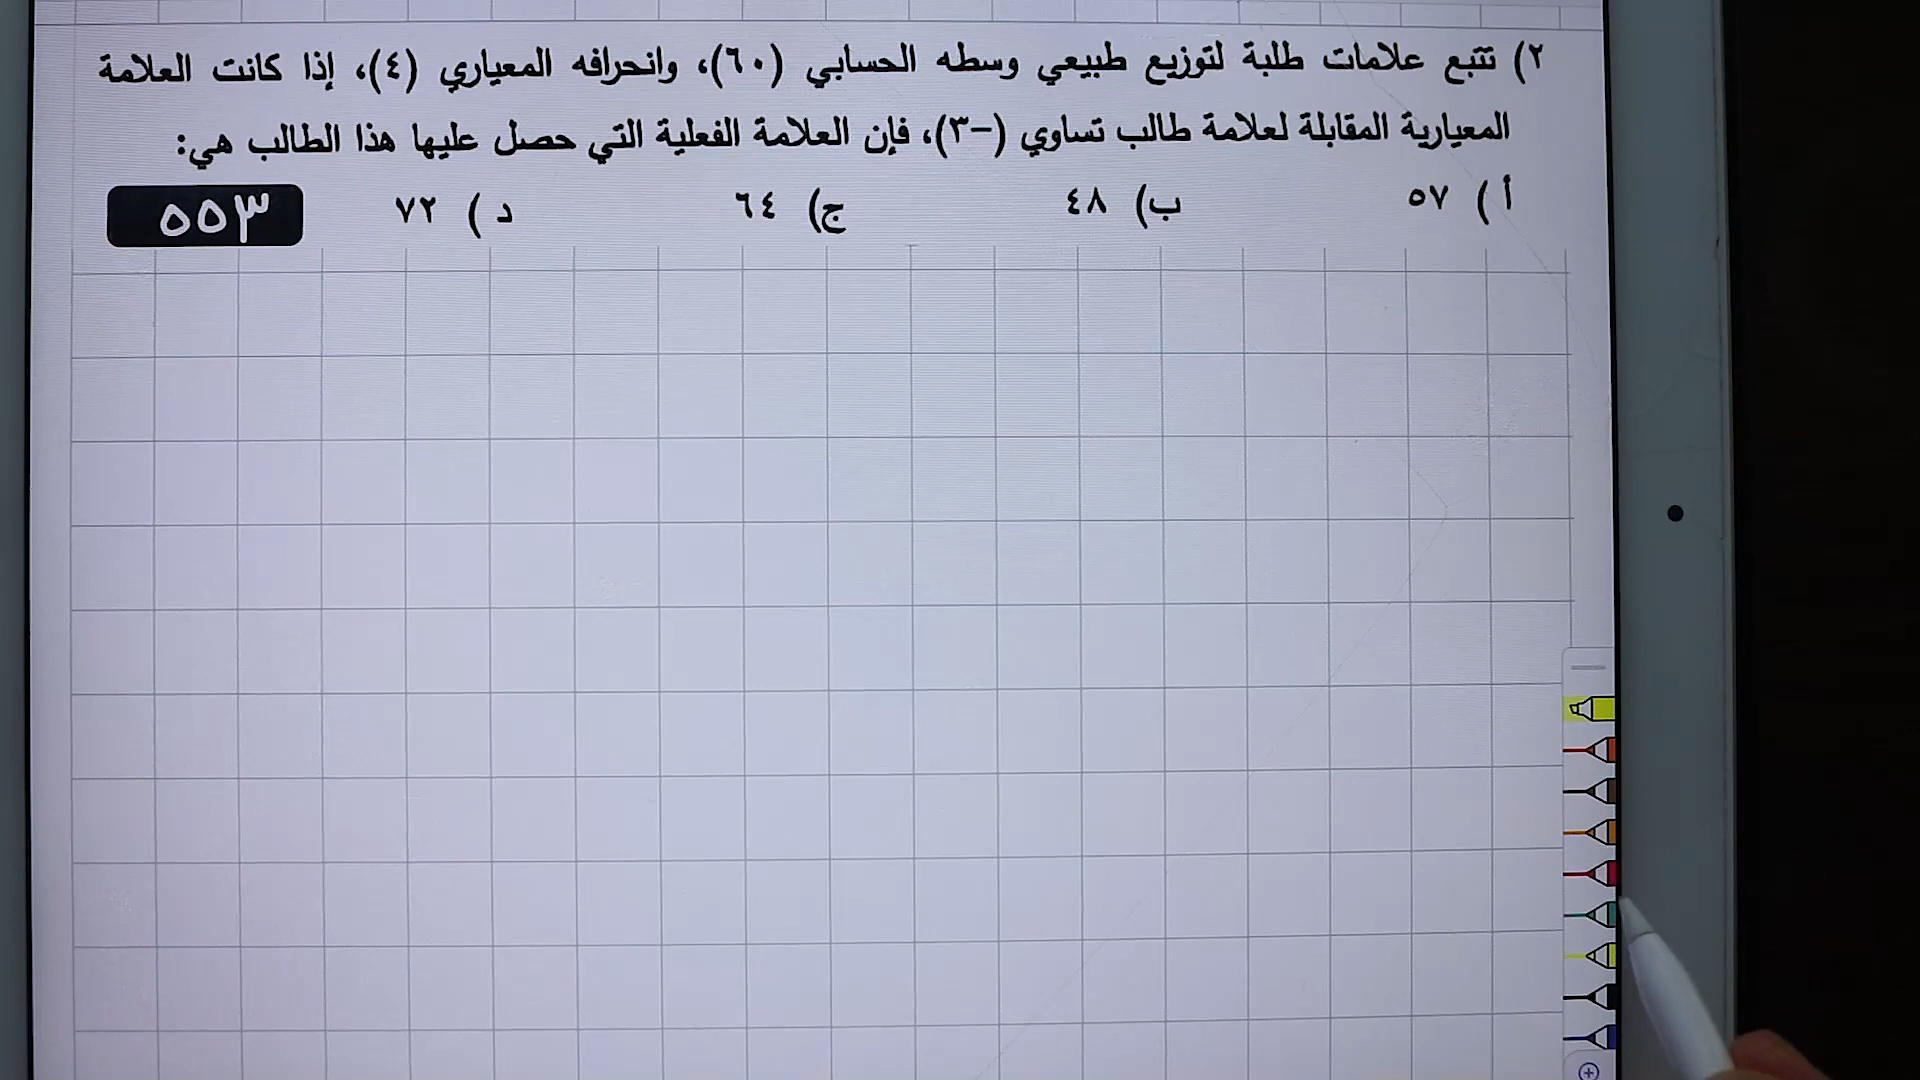 ٢) تتبع علامات طلبة لتوزيع طبيعي وسطه الحسابي (٦٠)، وانحرافه المعياري (٤)، إذا كانت العلامة
المعيارية المقابلة لعلامة طالب تساوي (-٣)، فإن العلامة الفعلية التي حصل عليها هذا الطالب هي:
أ ) ٥٧ ب) ٤٨ ج) ٦٤ د ) ٧٢ ٥٥٣